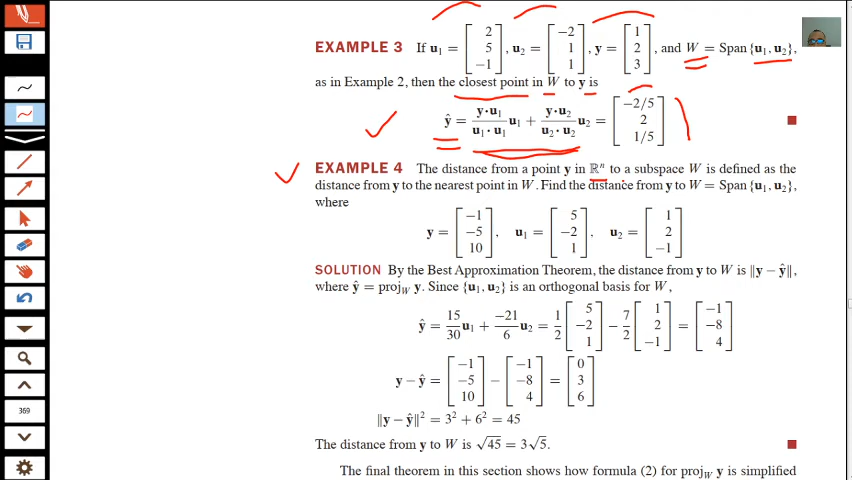 EXAMPLE 3 If u₁ = [2 5 −1], u₂ = [−2 1 1], y = [1 2 3], and W = Span {u₁, u₂},
as in Example 2, then the closest point in W to y is
ŷ = y·u₁/u₁·u₁ u₁ + y·u₂/u₂·u₂ u₂ = [−2/5 2 1/5]
EXAMPLE 4 The distance from a point y in ℝⁿ to a subspace W is defined as the
distance from y to the nearest point in W. Find the distance from y to W = Span {u₁, u₂},
where
y = [−1 −5 10], u₁ = [5 −2 1], u₂ = [1 2 −1]
SOLUTION By the Best Approximation Theorem, the distance from y to W is ‖y − ŷ‖,
where ŷ = proj_W y. Since {u₁, u₂} is an orthogonal basis for W,
ŷ = 15/30 u₁ + −21/6 u₂ = 1/2 [5 −2 1] − 7/2 [1 2 −1] = [−1 −8 4]
y − ŷ = [−1 −5 10] − [−1 −8 4] = [0 3 6]
‖y − ŷ‖² = 3² + 6² = 45
The distance from y to W is √45 = 3√5.
The final theorem in this section shows how formula (2) for proj_W y is simplified
369